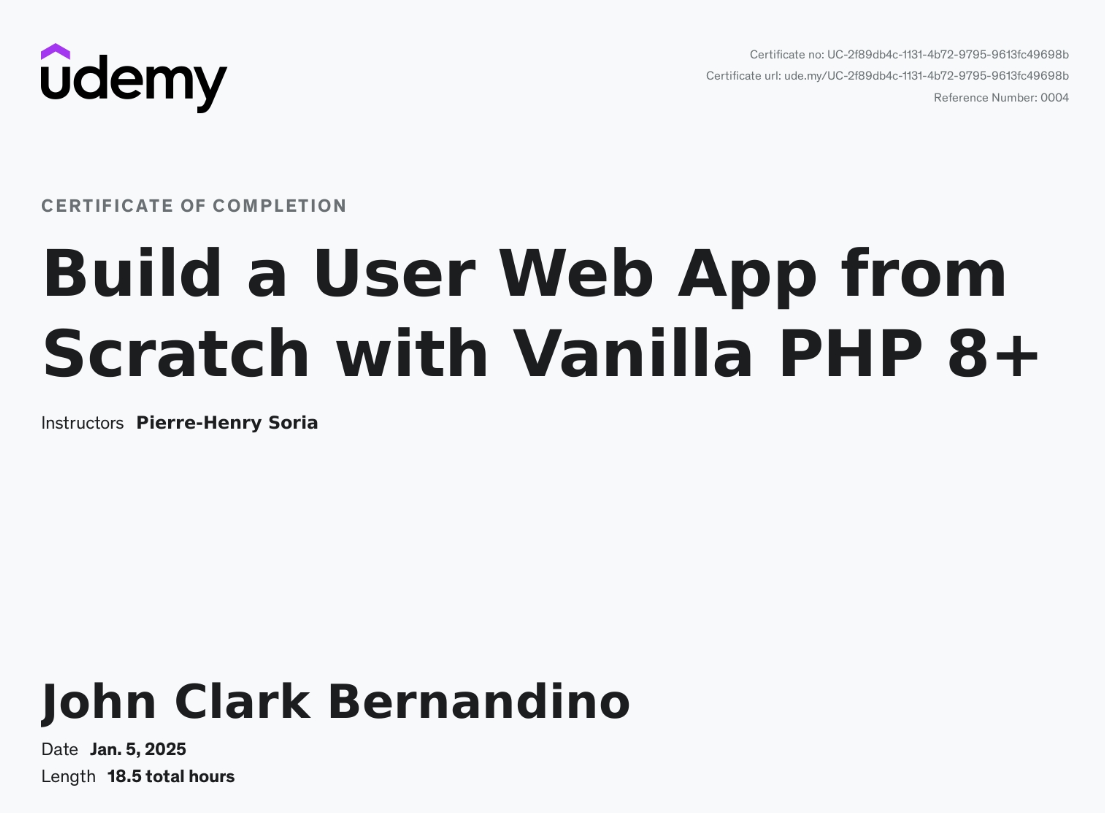 udemy
Certificate no: UC-2f89db4c-1131-4b72-9795-9613fc49698b
Certificate url: ude.my/UC-2f89db4c-1131-4b72-9795-9613fc49698b
Reference Number: 0004
CERTIFICATE OF COMPLETION
Build a User Web App from
Scratch with Vanilla PHP 8+
Instructors Pierre-Henry Soria
John Clark Bernandino
Date Jan. 5, 2025
Length 18.5 total hours